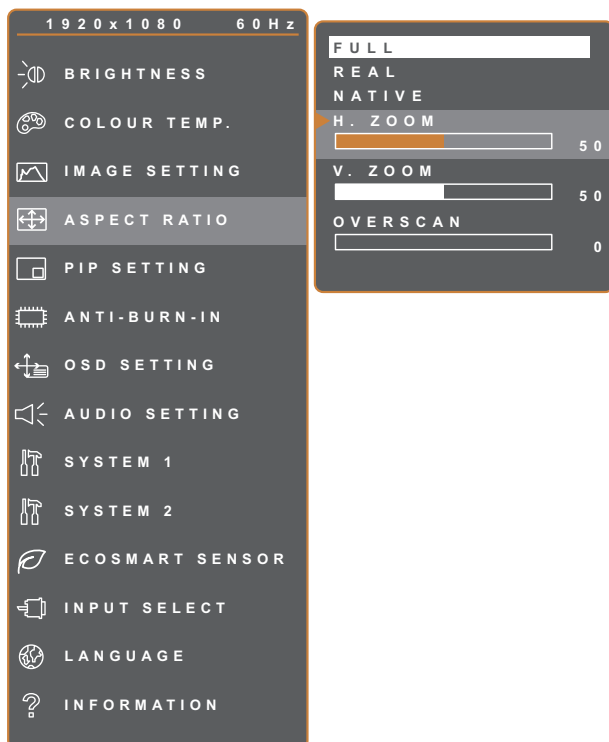 1920x1080 60Hz
BRIGHTNESS
COLOUR TEMP.
IMAGE SETTING
ASPECT RATIO
PIP SETTING
ANTI-BURN-IN
OSD SETTING
AUDIO SETTING
SYSTEM 1
SYSTEM 2
ECOSMART SENSOR
INPUT SELECT
LANGUAGE
INFORMATION
FULL
REAL
NATIVE
H. ZOOM
50
V. ZOOM
50
OVERSCAN
0